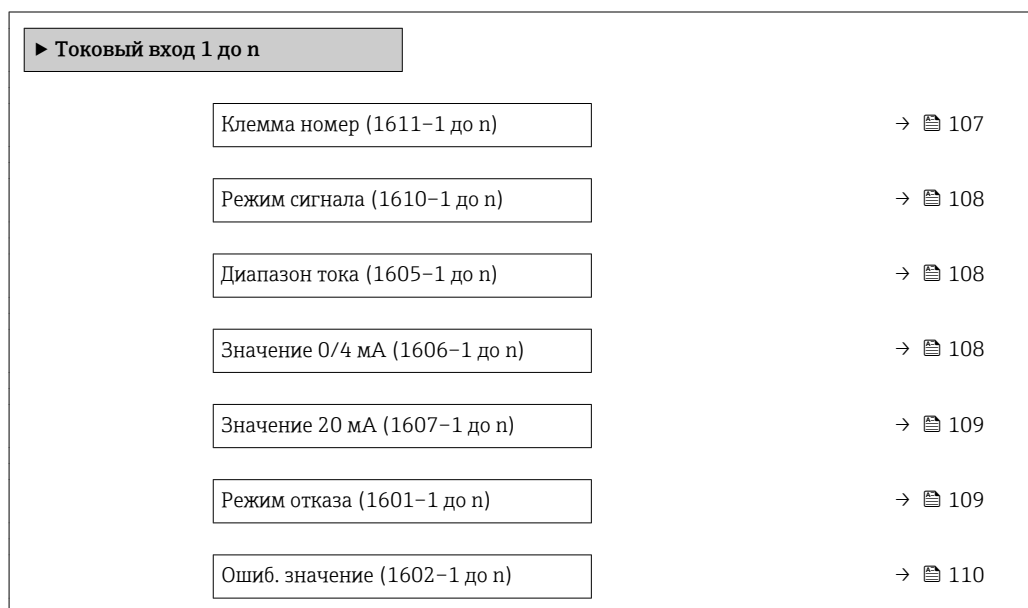 ► Токовый вход 1 до n
Клемма номер (1611–1 до n) → 107
Режим сигнала (1610–1 до n) → 108
Диапазон тока (1605–1 до n) → 108
Значение 0/4 мА (1606–1 до n) → 108
Значение 20 мА (1607–1 до n) → 109
Режим отказа (1601–1 до n) → 109
Ошиб. значение (1602–1 до n) → 110